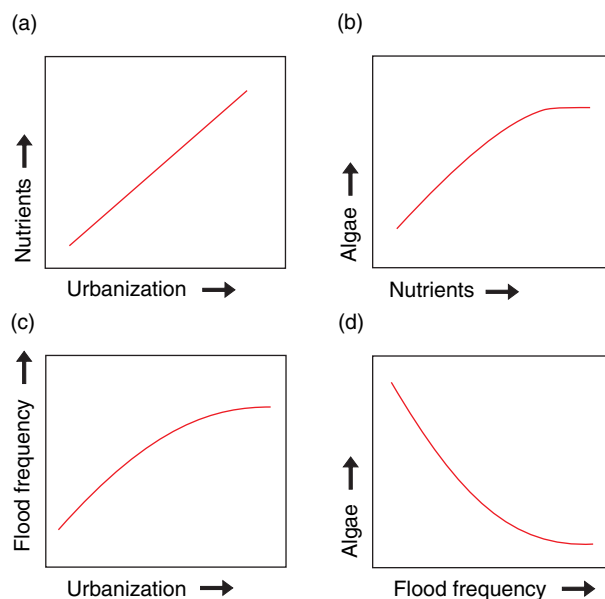 (a)
Nutrients
Urbanization
(b)
Algae
Nutrients
(c)
Flood frequency
Urbanization
(d)
Algae
Flood frequency